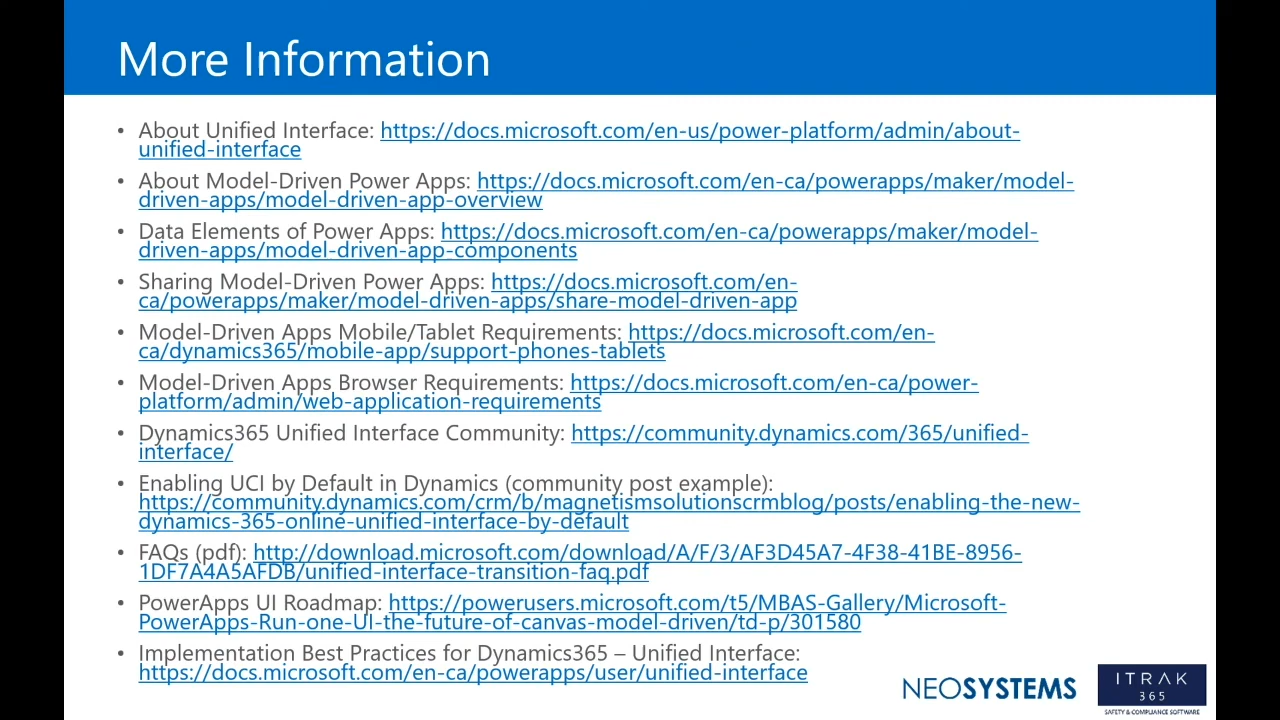 More Information
• About Unified Interface: https://docs.microsoft.com/en-us/power-platform/admin/about-
unified-interface
• About Model-Driven Power Apps: https://docs.microsoft.com/en-ca/powerapps/maker/model-
driven-apps/model-driven-app-overview
• Data Elements of Power Apps: https://docs.microsoft.com/en-ca/powerapps/maker/model-
driven-apps/model-driven-app-components
• Sharing Model-Driven Power Apps: https://docs.microsoft.com/en-
ca/powerapps/maker/model-driven-apps/share-model-driven-app
• Model-Driven Apps Mobile/Tablet Requirements: https://docs.microsoft.com/en-
ca/dynamics365/mobile-app/support-phones-tablets
• Model-Driven Apps Browser Requirements: https://docs.microsoft.com/en-ca/power-
platform/admin/web-application-requirements
• Dynamics365 Unified Interface Community: https://community.dynamics.com/365/unified-
interface/
• Enabling UCI by Default in Dynamics (community post example):
https://community.dynamics.com/crm/b/magnetismsolutionscrmblog/posts/enabling-the-new-
dynamics-365-online-unified-interface-by-default
• FAQs (pdf): http://download.microsoft.com/download/A/F/3/AF3D45A7-4F38-41BE-8956-
1DF7A4A5AFDB/unified-interface-transition-faq.pdf
• PowerApps UI Roadmap: https://powerusers.microsoft.com/t5/MBAS-Gallery/Microsoft-
PowerApps-Run-one-UI-the-future-of-canvas-model-driven/td-p/301580
• Implementation Best Practices for Dynamics365 – Unified Interface:
https://docs.microsoft.com/en-ca/powerapps/user/unified-interface
NEOSYSTEMS
ITRAK
365
SAFETY & COMPLIANCE SOFTWARE